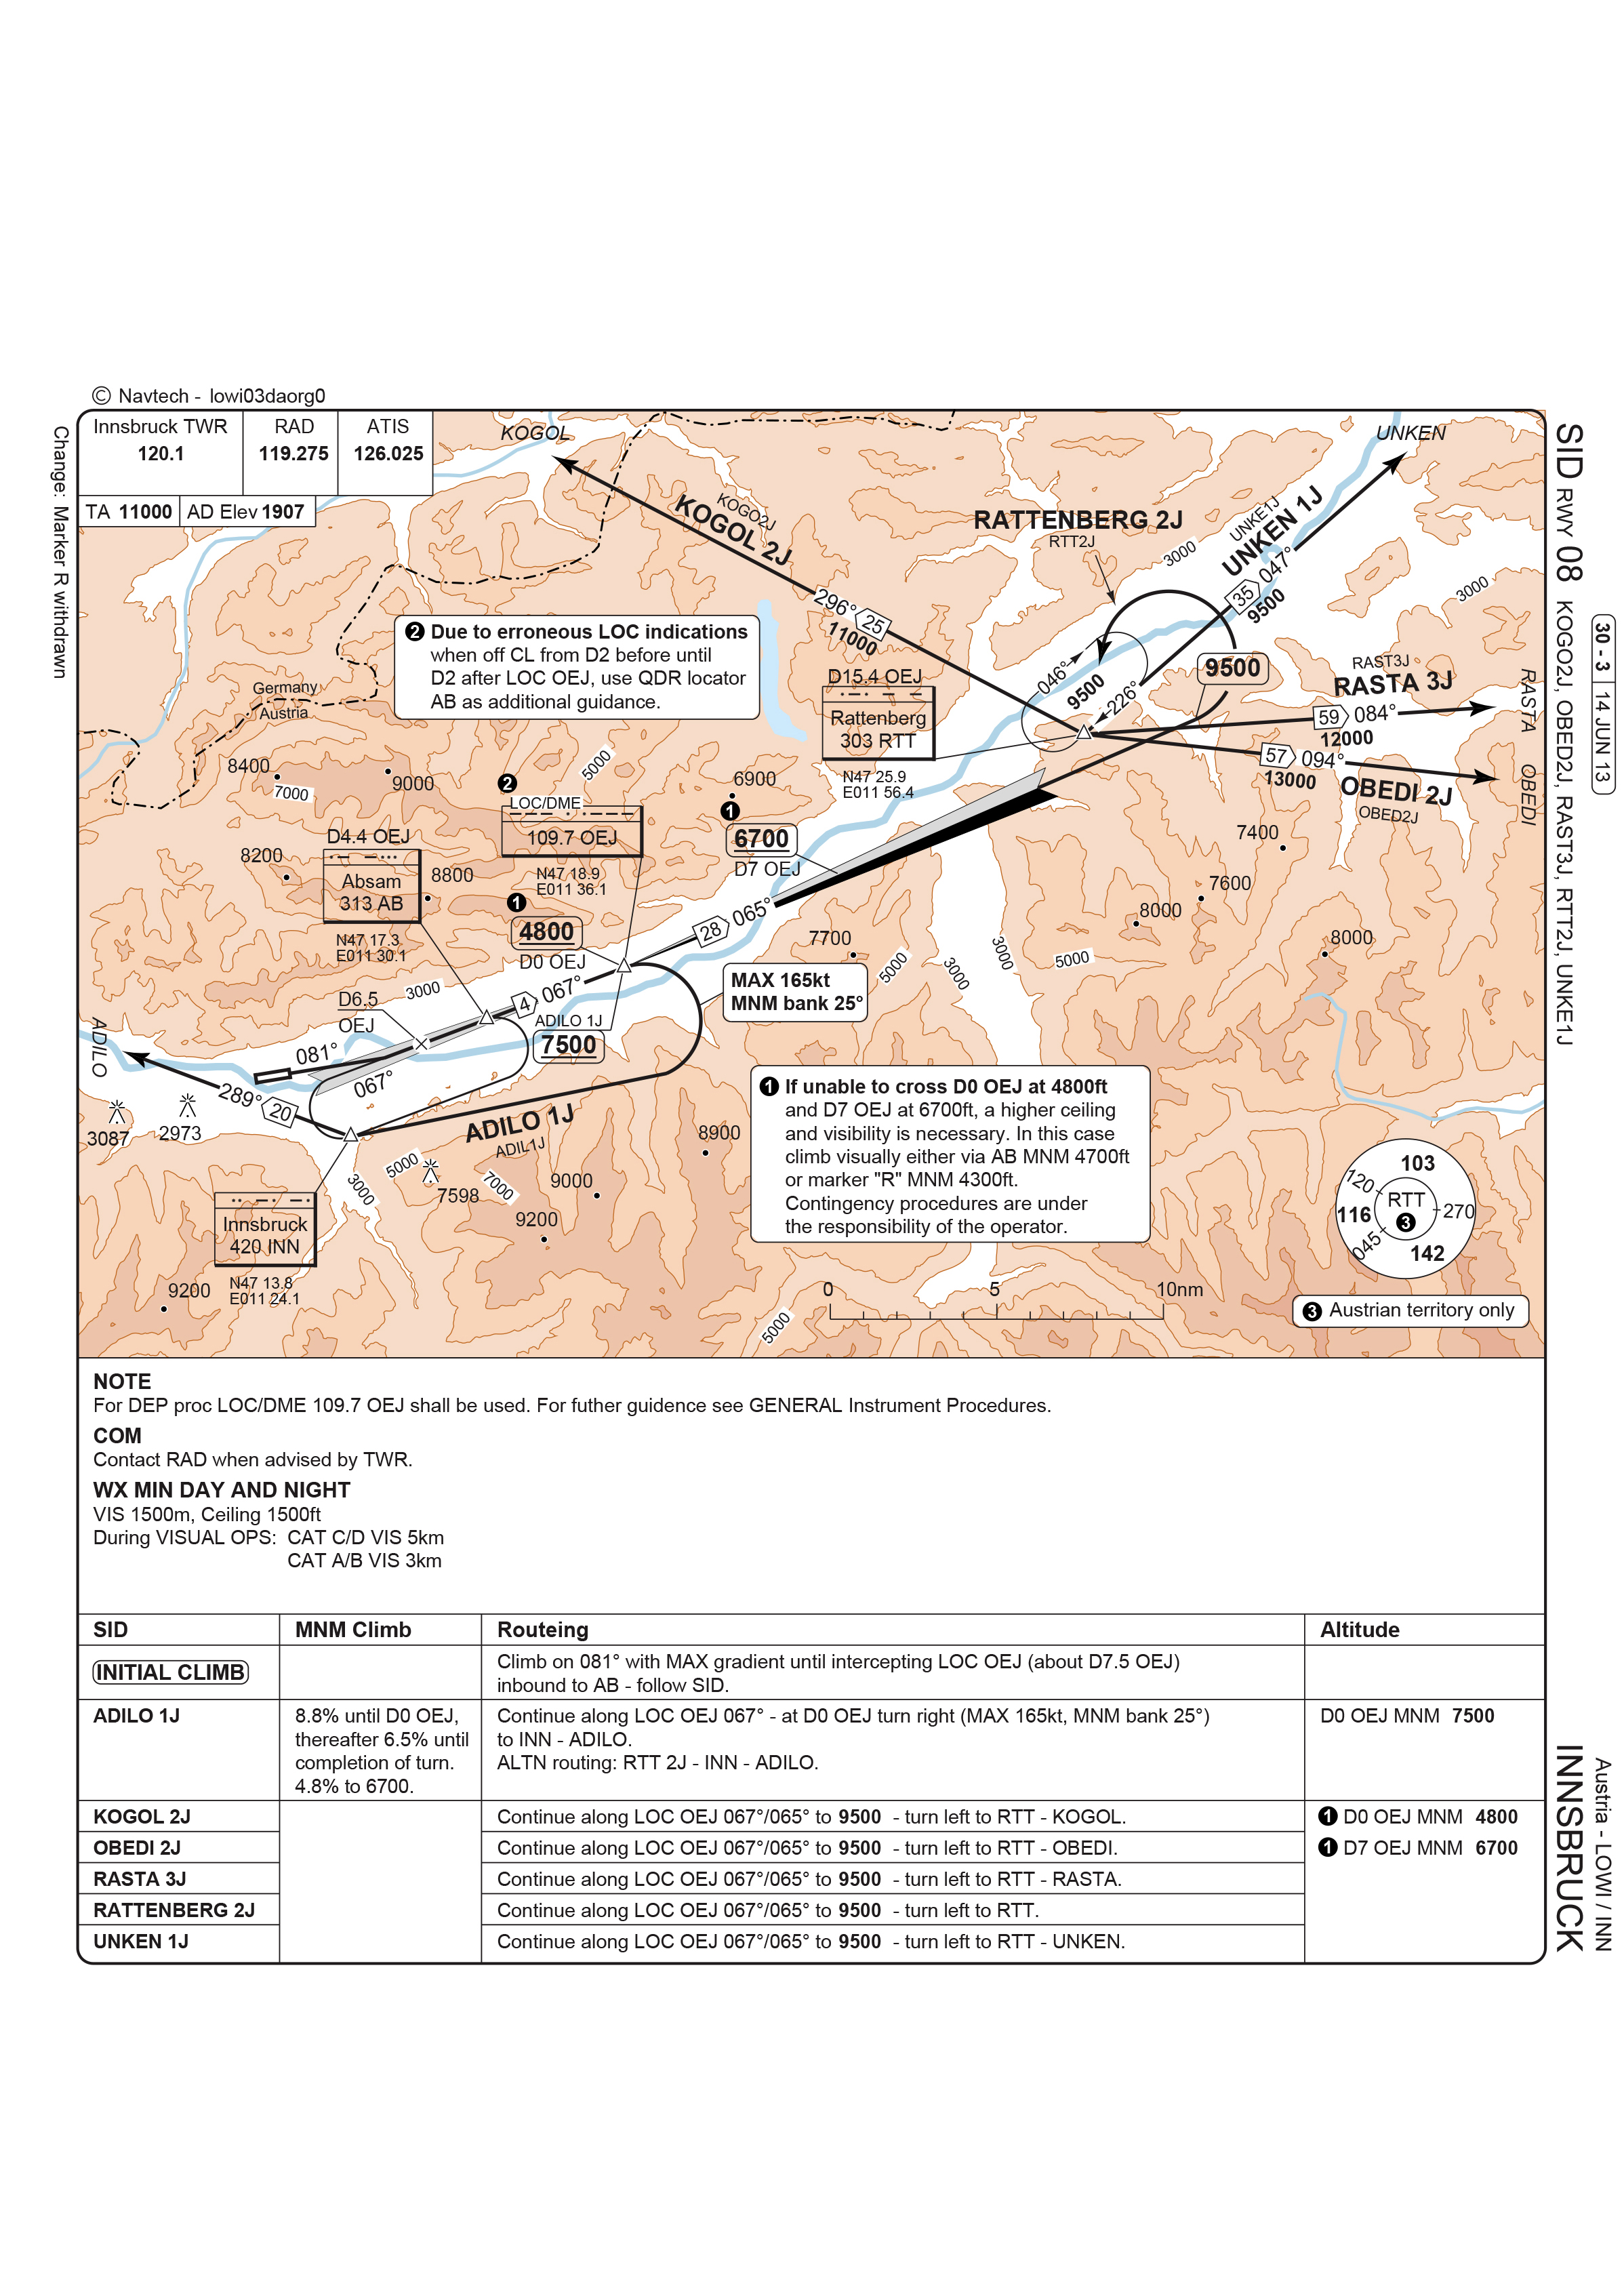 © Navtech - lowi03daorg0
Change: Marker R withdrawn
Innsbruck TWR
120.1
RAD
119.275
ATIS
126.025
TA 11000
AD Elev 1907
KOGOL
UNKEN
KOGO2J
KOGOL 2J
RATTENBERG 2J
RTT2J
UNKE1J
UNKEN 1J
3000
3000
35 047°
9500
296° 25
11000
❷ Due to erroneous LOC indications
when off CL from D2 before until
D2 after LOC OEJ, use QDR locator
AB as additional guidance.
Germany
Austria
D15.4 OEJ
Rattenberg
303 RTT
N47 25.9
E011 56.4
046°
9500
226°
9500
RAST3J
RASTA 3J
59 084°
12000
57 094°
13000
OBEDI 2J
OBED2J
RASTA
OBEDI
8400
7000
9000
5000
6900
❷
LOC/DME
109.7 OEJ
N47 18.9
E011 36.1
❶
6700
D7 OEJ
7400
D4.4 OEJ
Absam
313 AB
N47 17.3
E011 30.1
8200
8800
❶
4800
D0 OEJ
28 065°
7600
8000
8000
7700
5000
3000
3000
5000
MAX 165kt
MNM bank 25°
3000
D6.5
OEJ
4 067°
ADILO 1J
7500
ADILO
081°
067°
289° 20
3087
2973
ADILO 1J
ADIL1J
❶ If unable to cross D0 OEJ at 4800ft
and D7 OEJ at 6700ft, a higher ceiling
and visibility is necessary. In this case
climb visually either via AB MNM 4700ft
or marker "R" MNM 4300ft.
Contingency procedures are under
the responsibility of the operator.
8900
5000
3000
7598
7000
9000
9200
Innsbruck
420 INN
N47 13.8
E011 24.1
9200
103
120
RTT
270
116
❸
045
142
0
5
10nm
5000
❸ Austrian territory only
NOTE
For DEP proc LOC/DME 109.7 OEJ shall be used. For futher guidence see GENERAL Instrument Procedures.
COM
Contact RAD when advised by TWR.
WX MIN DAY AND NIGHT
VIS 1500m, Ceiling 1500ft
During VISUAL OPS: CAT C/D VIS 5km
CAT A/B VIS 3km
SID MNM Climb Routeing Altitude
INITIAL CLIMB
Climb on 081° with MAX gradient until intercepting LOC OEJ (about D7.5 OEJ)
inbound to AB - follow SID.
ADILO 1J
8.8% until D0 OEJ,
thereafter 6.5% until
completion of turn.
4.8% to 6700.
Continue along LOC OEJ 067° - at D0 OEJ turn right (MAX 165kt, MNM bank 25°)
to INN - ADILO.
ALTN routing: RTT 2J - INN - ADILO.
D0 OEJ MNM 7500
KOGOL 2J Continue along LOC OEJ 067°/065° to 9500 - turn left to RTT - KOGOL. ❶ D0 OEJ MNM 4800
OBEDI 2J Continue along LOC OEJ 067°/065° to 9500 - turn left to RTT - OBEDI. ❶ D7 OEJ MNM 6700
RASTA 3J Continue along LOC OEJ 067°/065° to 9500 - turn left to RTT - RASTA.
RATTENBERG 2J Continue along LOC OEJ 067°/065° to 9500 - turn left to RTT.
UNKEN 1J Continue along LOC OEJ 067°/065° to 9500 - turn left to RTT - UNKEN.
SID RWY 08 KOGO2J, OBED2J, RAST3J, RTT2J, UNKE1J
30 - 3 14 JUN 13
Austria - LOWI / INN
INNSBRUCK